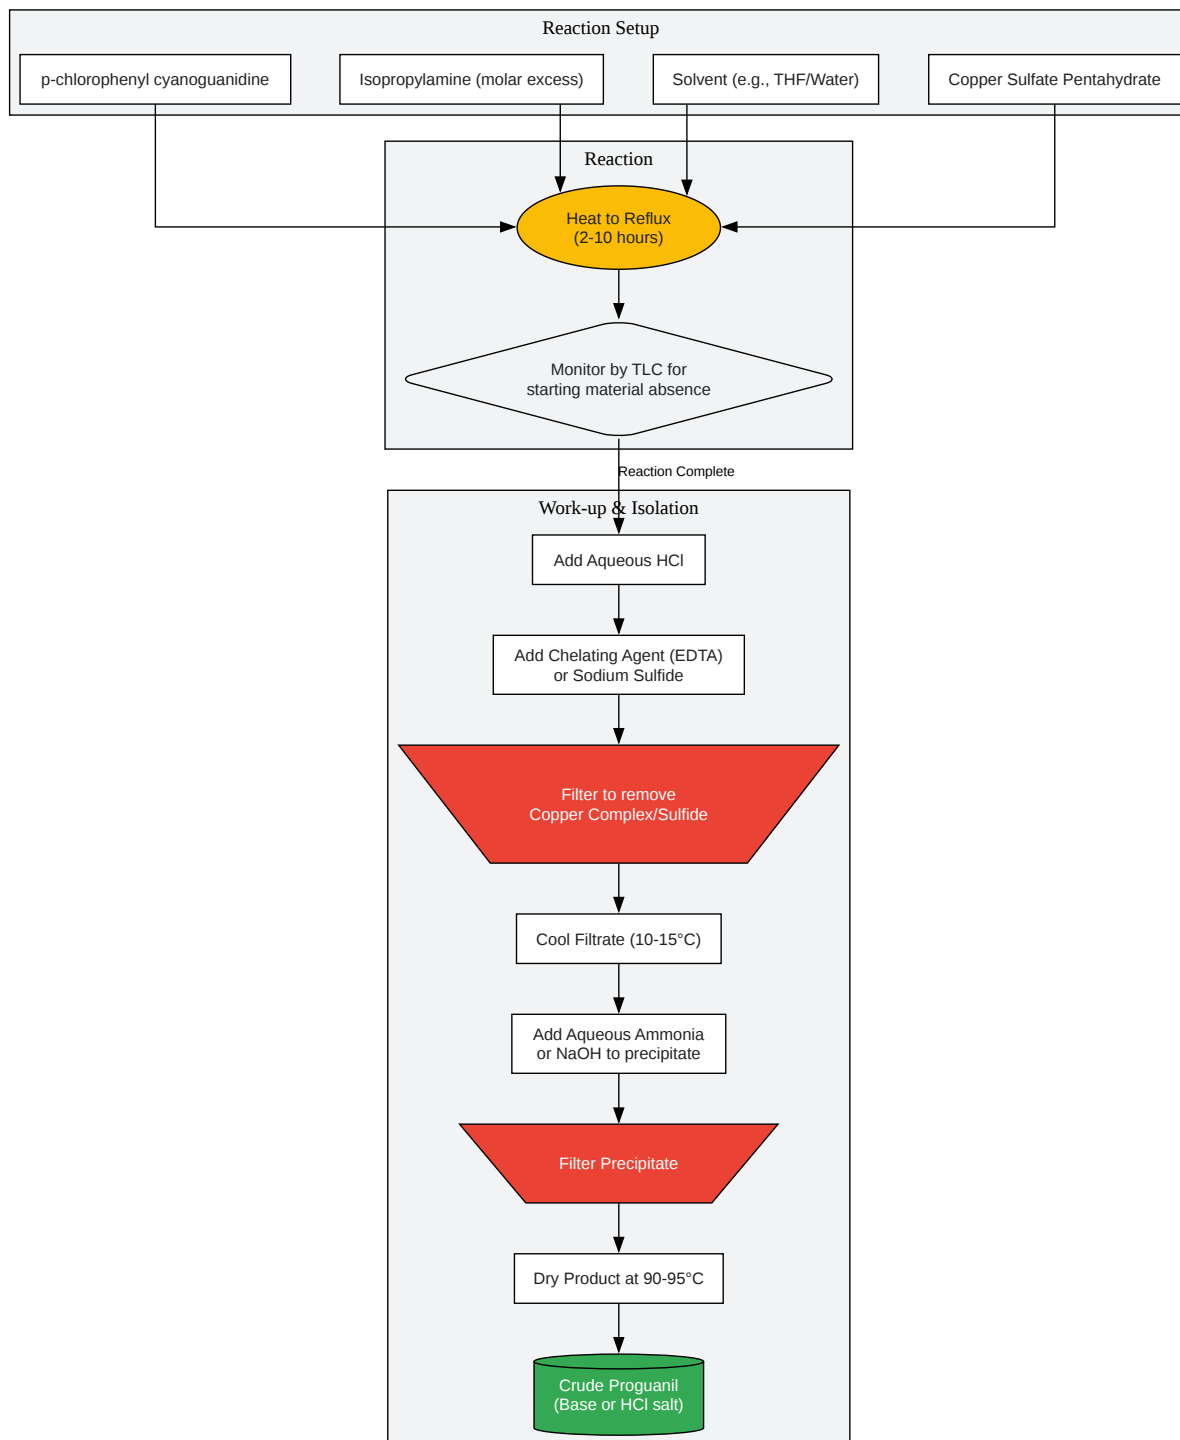 Reaction Setup
p-chlorophenyl cyanoguanidine
Isopropylamine (molar excess)
Solvent (e.g., THF/Water)
Copper Sulfate Pentahydrate
Reaction
Heat to Reflux
(2-10 hours)
Monitor by TLC for
starting material absence
Reaction Complete
Work-up & Isolation
Add Aqueous HCl
Add Chelating Agent (EDTA)
or Sodium Sulfide
Filter to remove
Copper Complex/Sulfide
Cool Filtrate (10-15°C)
Add Aqueous Ammonia
or NaOH to precipitate
Filter Precipitate
Dry Product at 90-95°C
Crude Proguanil
(Base or HCl salt)